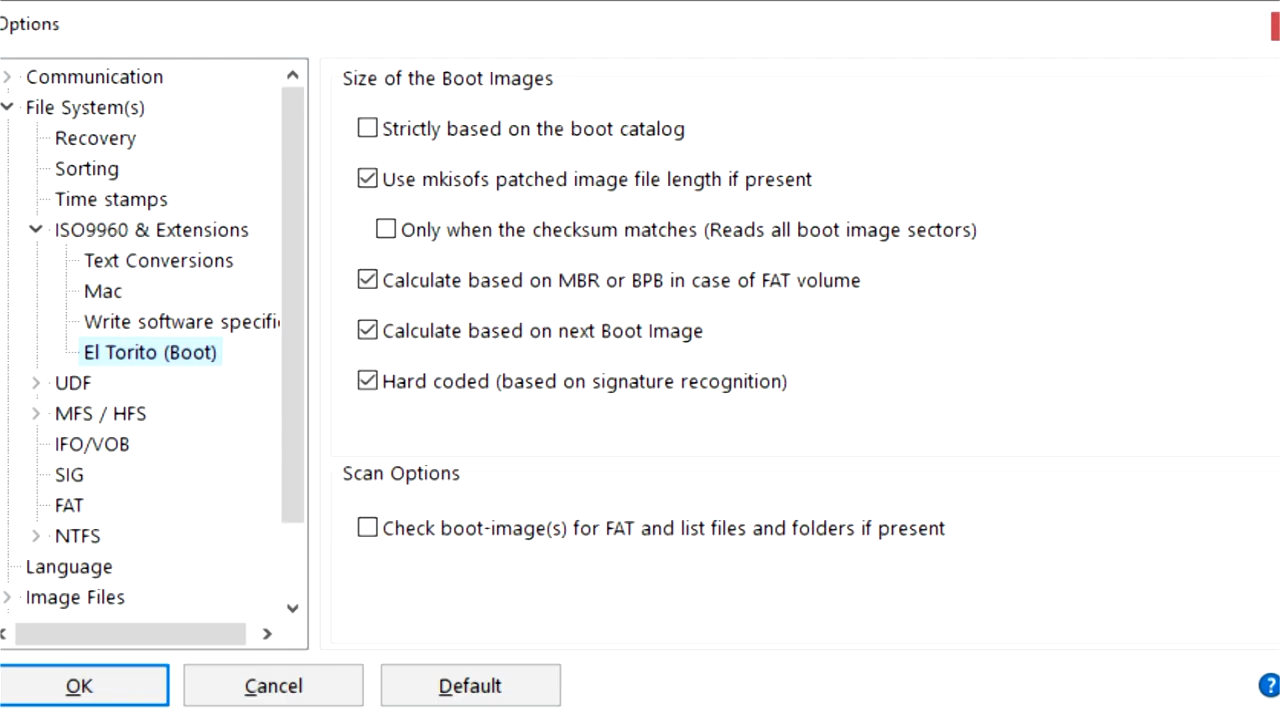 Options
Communication
File System(s)
Recovery
Sorting
Time stamps
ISO9960 & Extensions
Text Conversions
Mac
Write software specifi
El Torito (Boot)
UDF
MFS / HFS
IFO/VOB
SIG
FAT
NTFS
Language
Image Files
Size of the Boot Images
Strictly based on the boot catalog
Use mkisofs patched image file length if present
Only when the checksum matches (Reads all boot image sectors)
Calculate based on MBR or BPB in case of FAT volume
Calculate based on next Boot Image
Hard coded (based on signature recognition)
Scan Options
Check boot-image(s) for FAT and list files and folders if present
OK Cancel Default ?